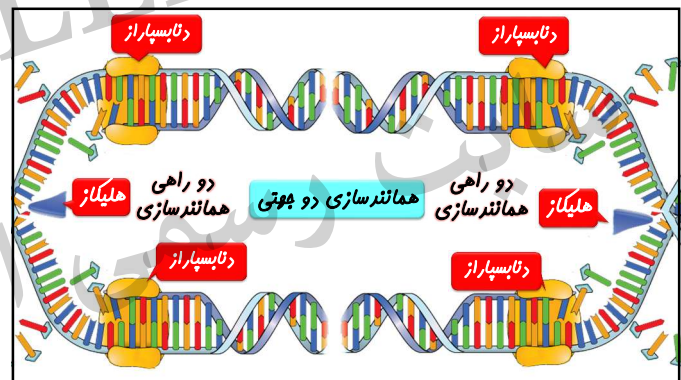 دنابسپاراز
دنابسپاراز
دو راهی
همانندسازی
هلیکاز
همانندسازی دو جهتی
دو راهی
همانندسازی
هلیکاز
دنابسپاراز
دنابسپاراز